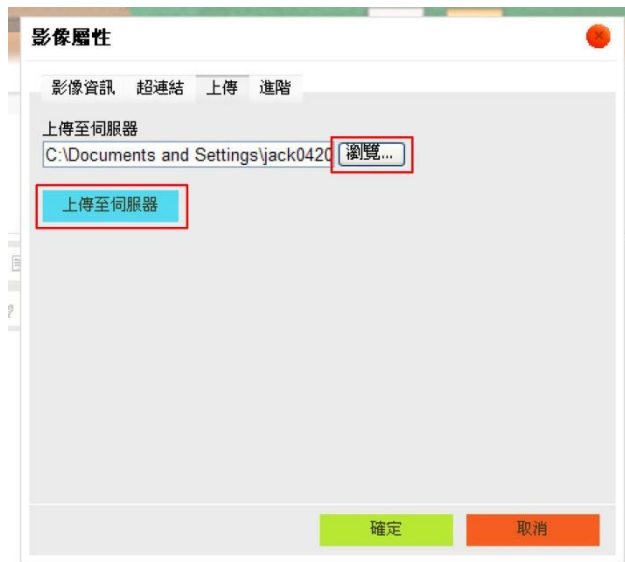 影像屬性
影像資訊 超連結 上傳 進階
上傳至伺服器
C:\Documents and Settings\jack0420 瀏覽...
上傳至伺服器
確定 取消